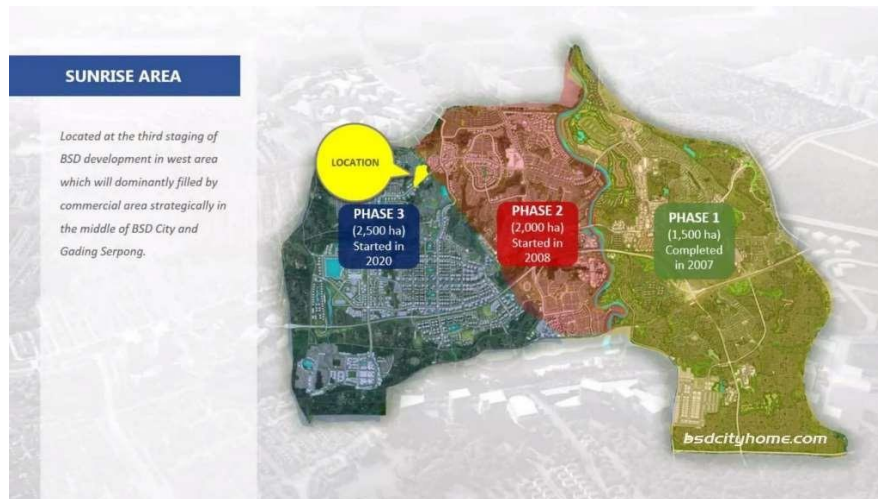 SUNRISE AREA
Located at the third staging of
BSD development in west area
which will dominantly filled by
commercial area strategically in
the middle of BSD City and
Gading Serpong.
LOCATION
PHASE 3
(2,500 ha)
Started in
2020
PHASE 2
(2,000 ha)
Started in
2008
PHASE 1
(1,500 ha)
Completed
in 2007
bsdcityhome.com